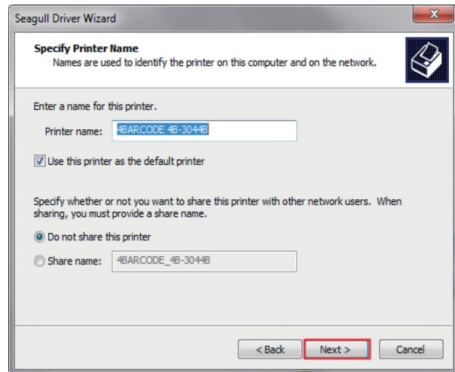 Seagull Driver Wizard
Specify Printer Name
Names are used to identify the printer on this computer and on the network.
Enter a name for this printer.
Printer name: 4BARCODE 4B-3044B
Use this printer as the default printer
Specify whether or not you want to share this printer with other network users. When
sharing, you must provide a share name.
Do not share this printer
Share name: 4BARCODE_4B-3044B
< Back Next > Cancel